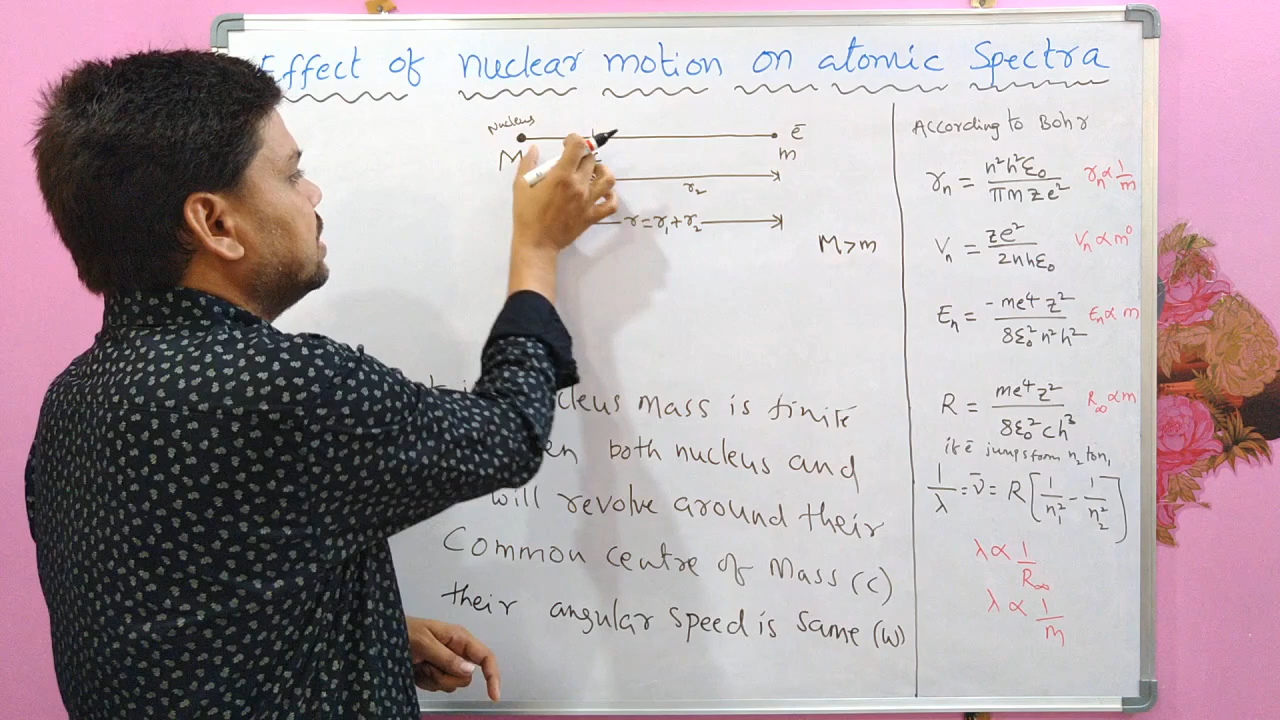 Effect of nuclear motion on atomic Spectra
Nucleus
ē
M
m
r₂
r=r₁+r₂
M>m
nucleus mass is finite
both nucleus and
will revolve around their
Common centre of mass (c)
their angular speed is same (ω)
According to Bohr
rₙ = n²h²ε₀ / πmze²
rₙ ∝ 1/m
Vₙ = ze² / 2nhε₀
Vₙ ∝ m⁰
Eₙ = -me⁴z² / 8ε₀²n²h²
Eₙ ∝ m
R = me⁴z² / 8ε₀²ch³
R∞ ∝ m
if ē jumps form n₂ to n₁
1/λ = ν̄ = R[1/n₁² - 1/n₂²]
λ ∝ 1/R∞
λ ∝ 1/m